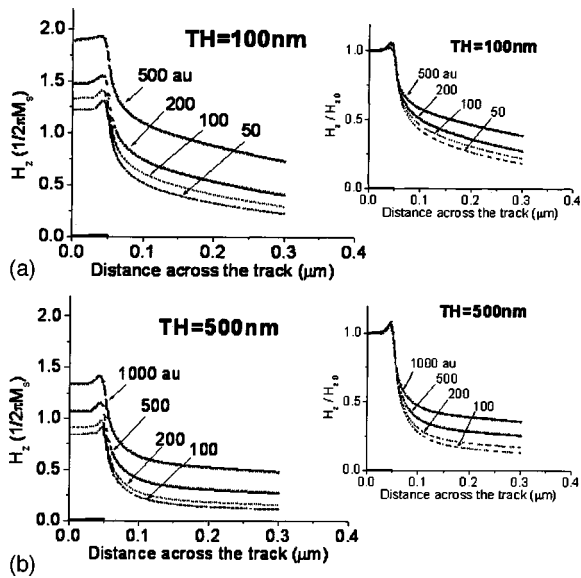 TH=100nm
2.0
1.5
1.0
0.5
0.0
H_z (1/2πM_s)
500 au
200
100
50
0.0 0.1 0.2 0.3 0.4
Distance across the track (μm)
(a)
TH=100nm
1.0
0.5
0.0
H_z / H_z0
500 au
200
100
50
0.0 0.1 0.2 0.3 0.4
Distance across the track (μm)
TH=500nm
2.0
1.5
1.0
0.5
0.0
H_z (1/2πM_s)
1000 au
500
200
100
0.0 0.1 0.2 0.3 0.4
Distance across the track (μm)
(b)
TH=500nm
1.0
0.5
0.0
H_z / H_z0
1000 au
500
200
100
0.0 0.1 0.2 0.3 0.4
Distance across the track (μm)